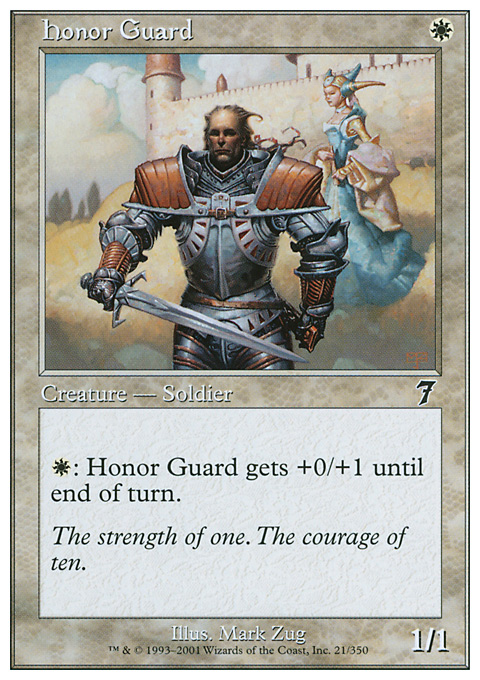 Honor Guard
Creature — Soldier
7
: Honor Guard gets +0/+1 until
end of turn.
The strength of one. The courage of
ten.
Illus. Mark Zug
™ & © 1993–2001 Wizards of the Coast, Inc. 21/350
1/1